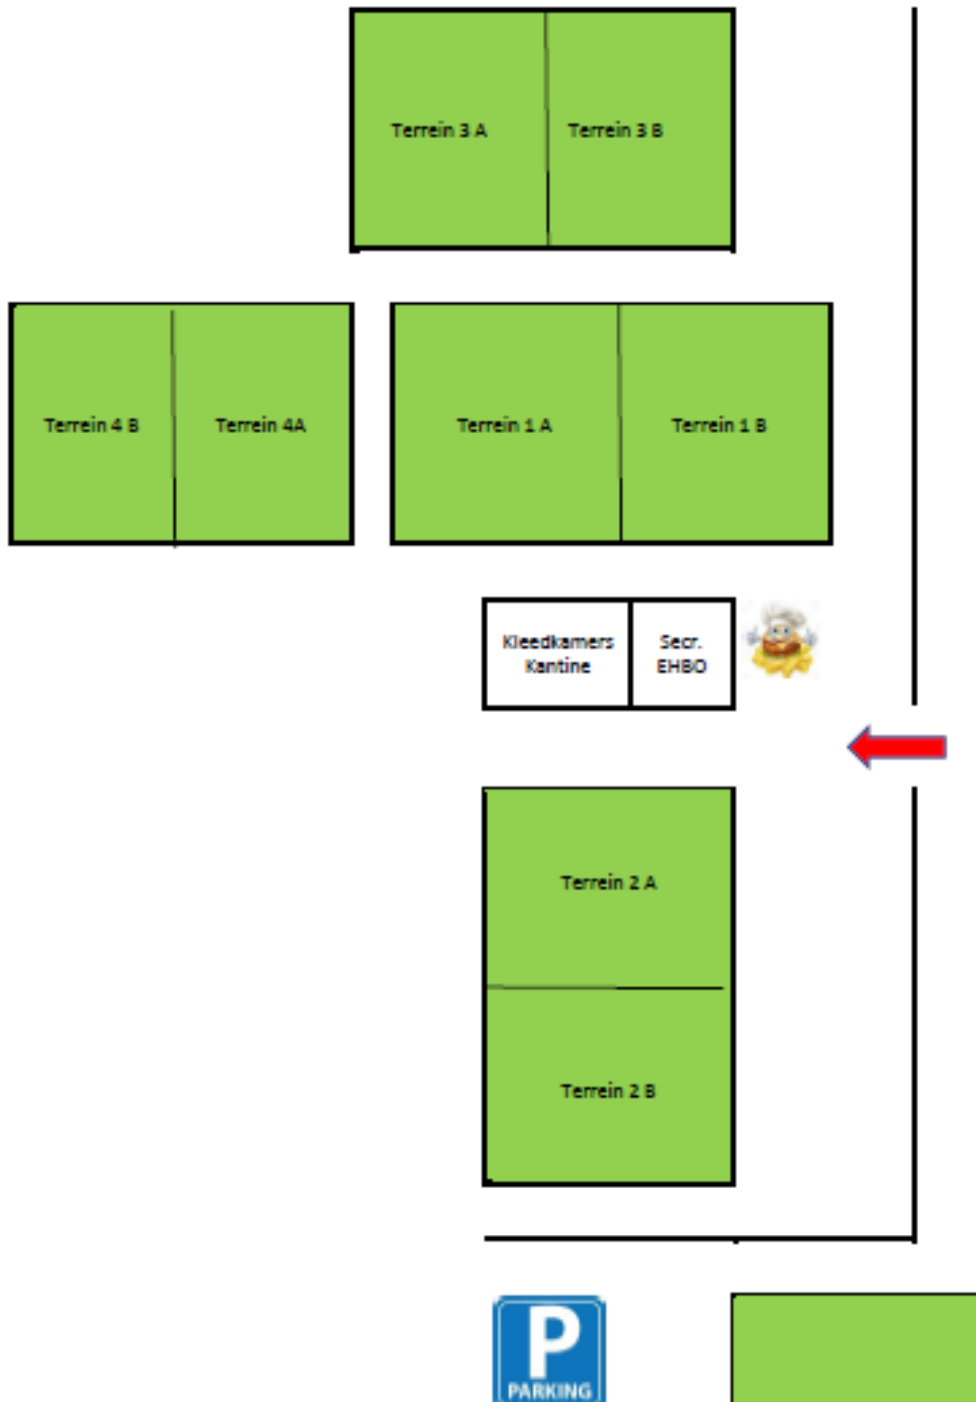 Terrein 3 A
Terrein 3 B
Terrein 4 B
Terrein 4A
Terrein 1 A
Terrein 1 B
Kleedkamers
Kantine
Secr.
EHBO
Terrein 2 A
Terrein 2 B
P
PARKING